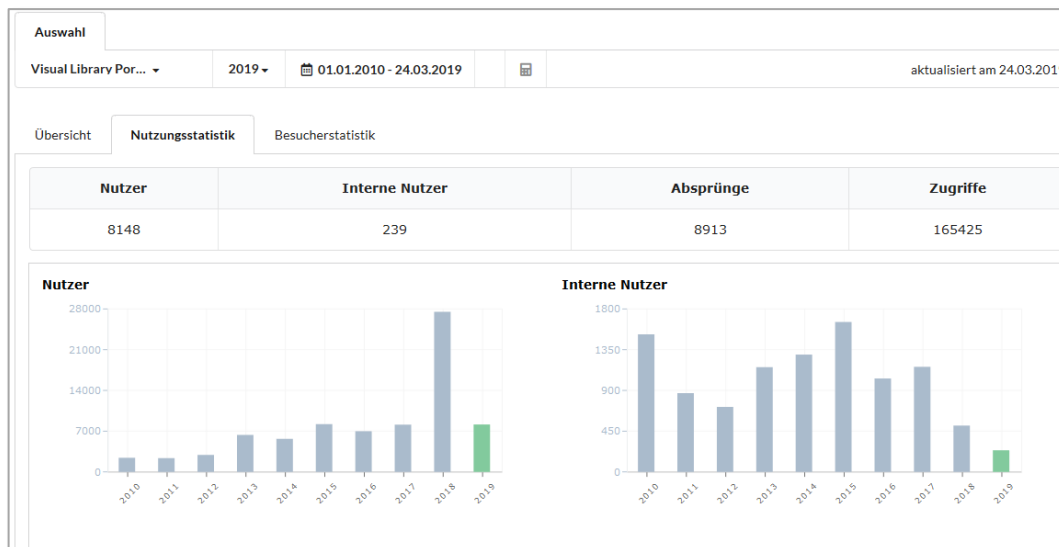 Auswahl
Visual Library Por... 2019 01.01.2010 - 24.03.2019 aktualisiert am 24.03.2019
Übersicht Nutzungsstatistik Besucherstatistik
Nutzer Interne Nutzer Absprünge Zugriffe
8148 239 8913 165425
Nutzer
28000
21000
14000
7000
0
2010 2011 2012 2013 2014 2015 2016 2017 2018 2019
Interne Nutzer
1800
1350
900
450
0
2010 2011 2012 2013 2014 2015 2016 2017 2018 2019